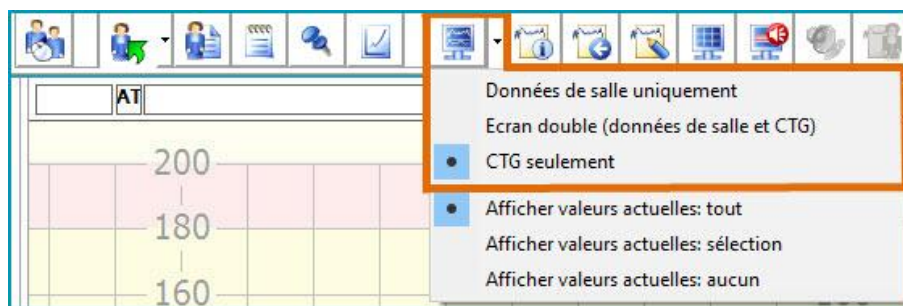 AT
Données de salle uniquement
Ecran double (données de salle et CTG)
CTG seulement
Afficher valeurs actuelles: tout
Afficher valeurs actuelles: sélection
Afficher valeurs actuelles: aucun
200
180
160